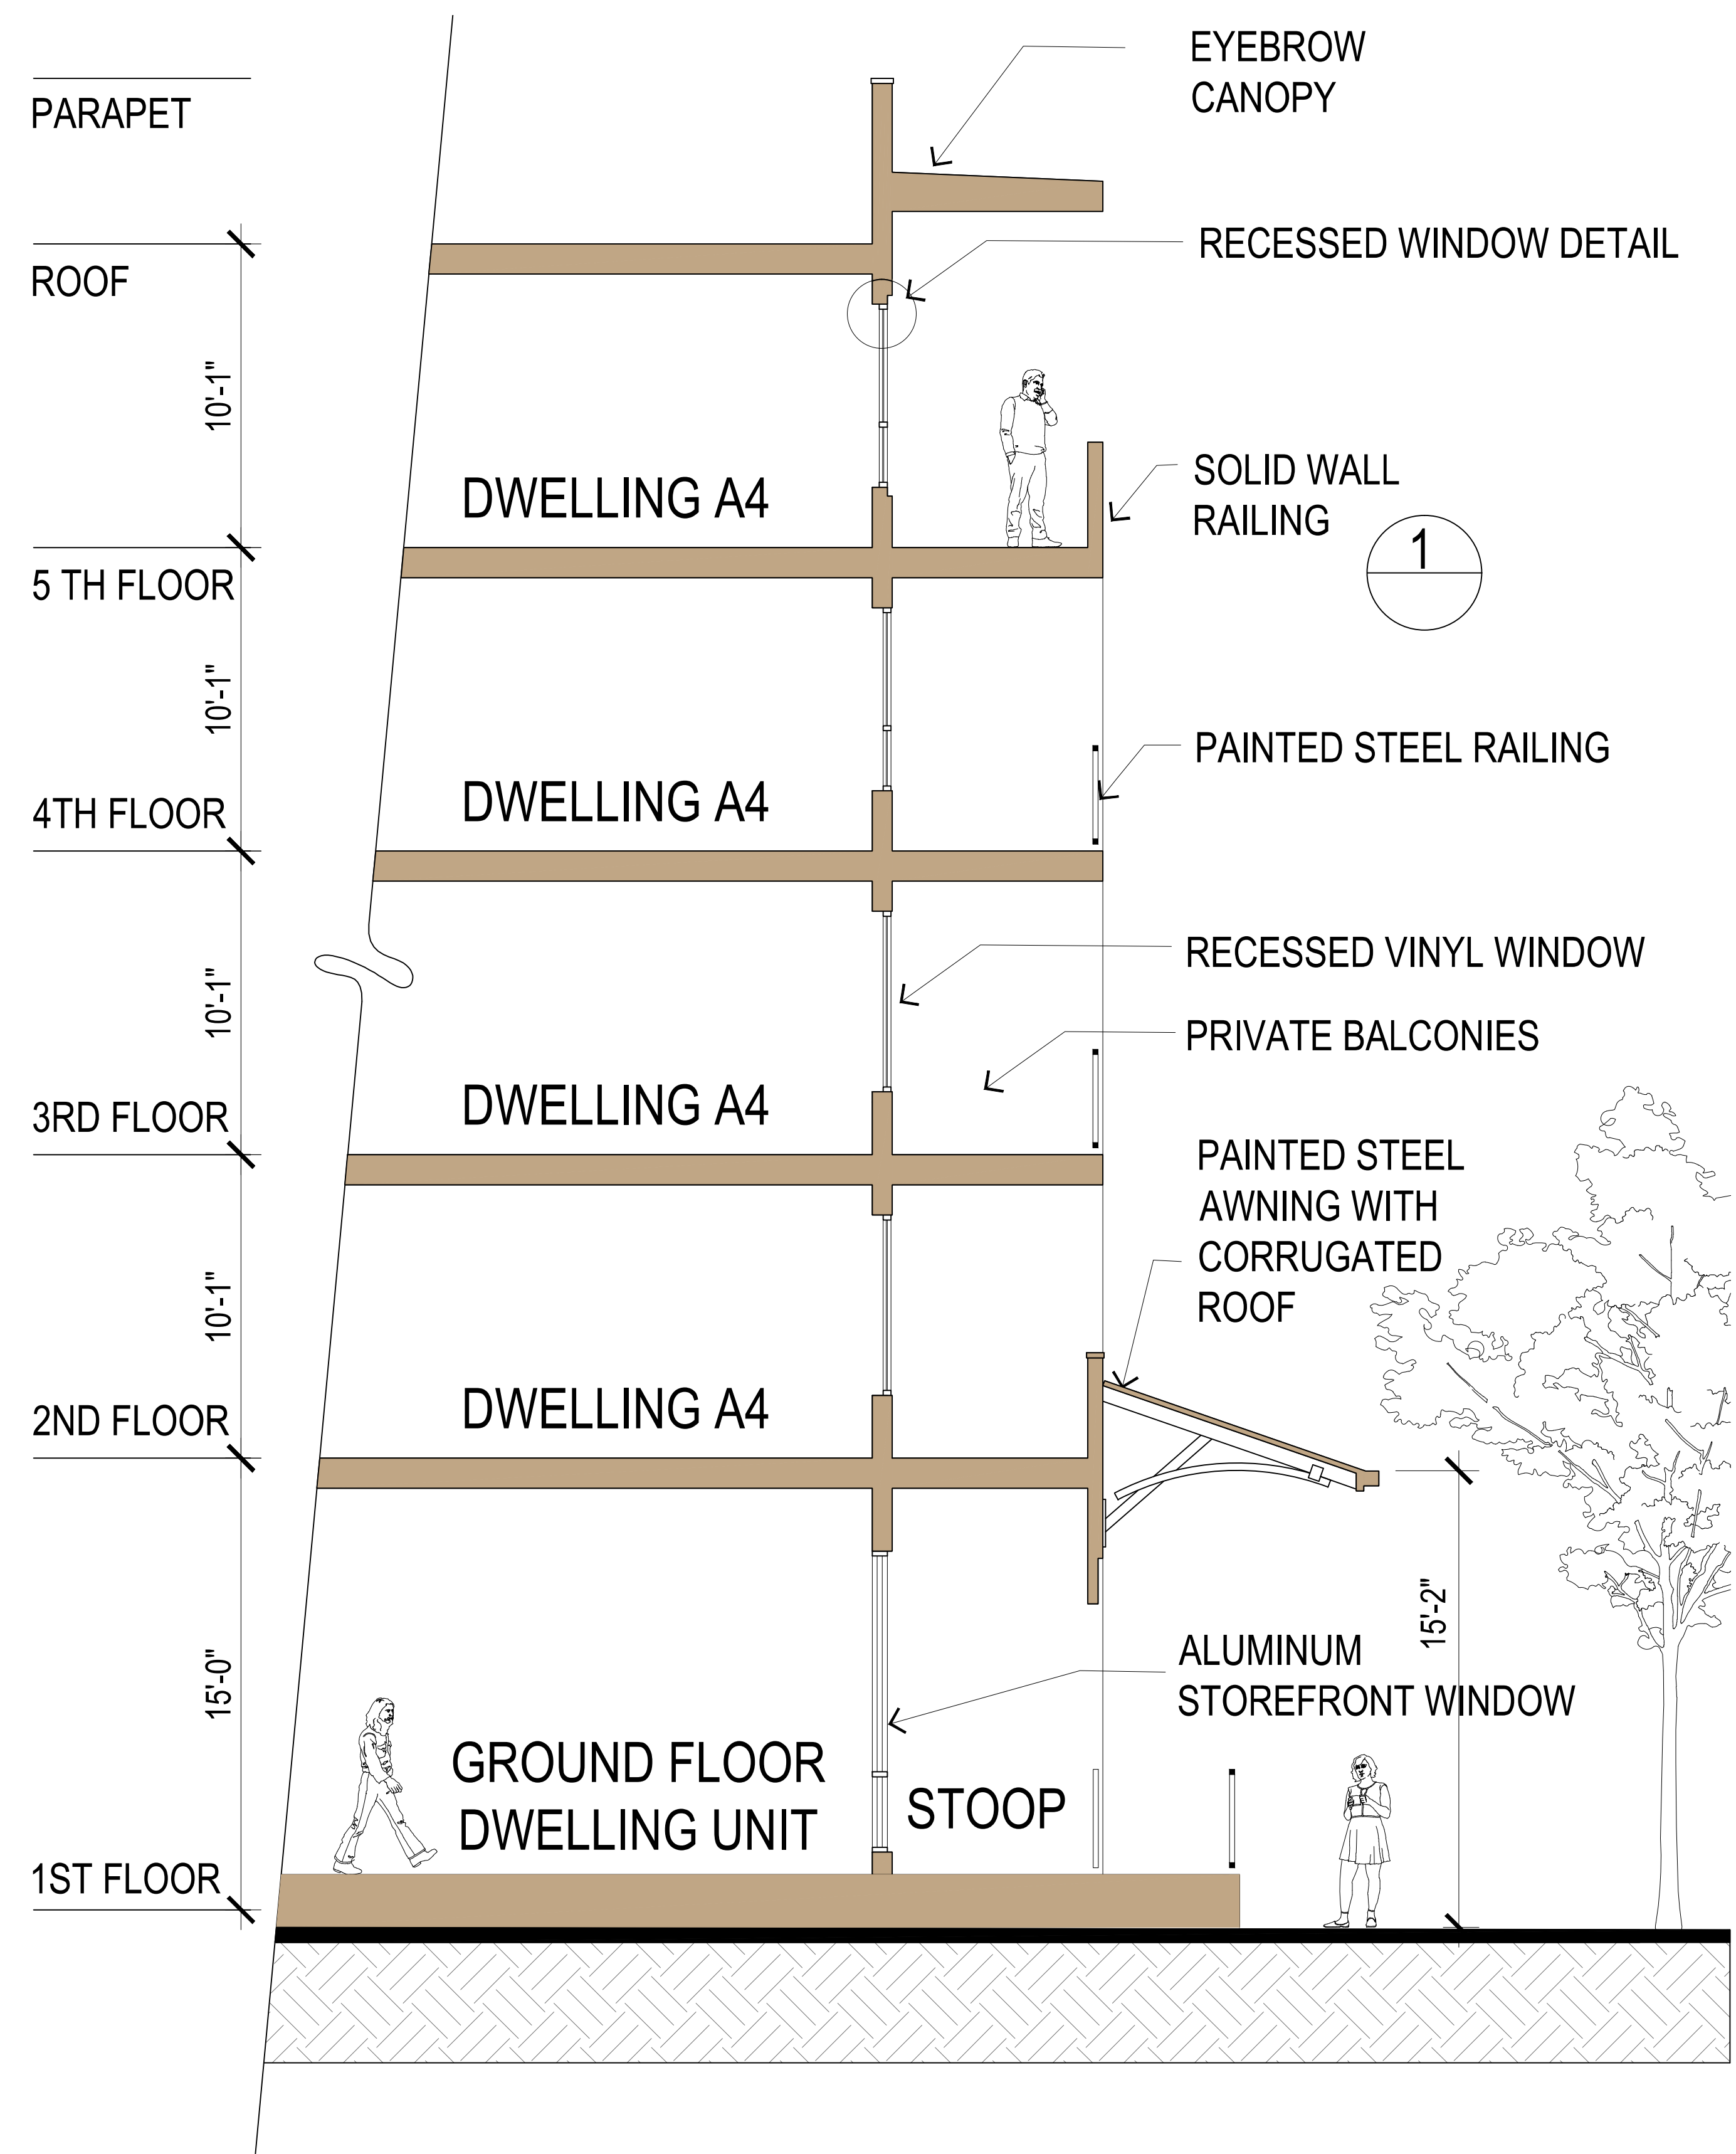 EYEBROW
CANOPY
PARAPET
RECESSED WINDOW DETAIL
ROOF
10'-1"
DWELLING A4
SOLID WALL
RAILING
1
5 TH FLOOR
10'-1"
PAINTED STEEL RAILING
DWELLING A4
4TH FLOOR
RECESSED VINYL WINDOW
10'-1"
PRIVATE BALCONIES
DWELLING A4
3RD FLOOR
PAINTED STEEL
AWNING WITH
CORRUGATED
ROOF
10'-1"
DWELLING A4
2ND FLOOR
15'-2"
ALUMINUM
STOREFRONT WINDOW
15'-0"
GROUND FLOOR
DWELLING UNIT
STOOP
1ST FLOOR